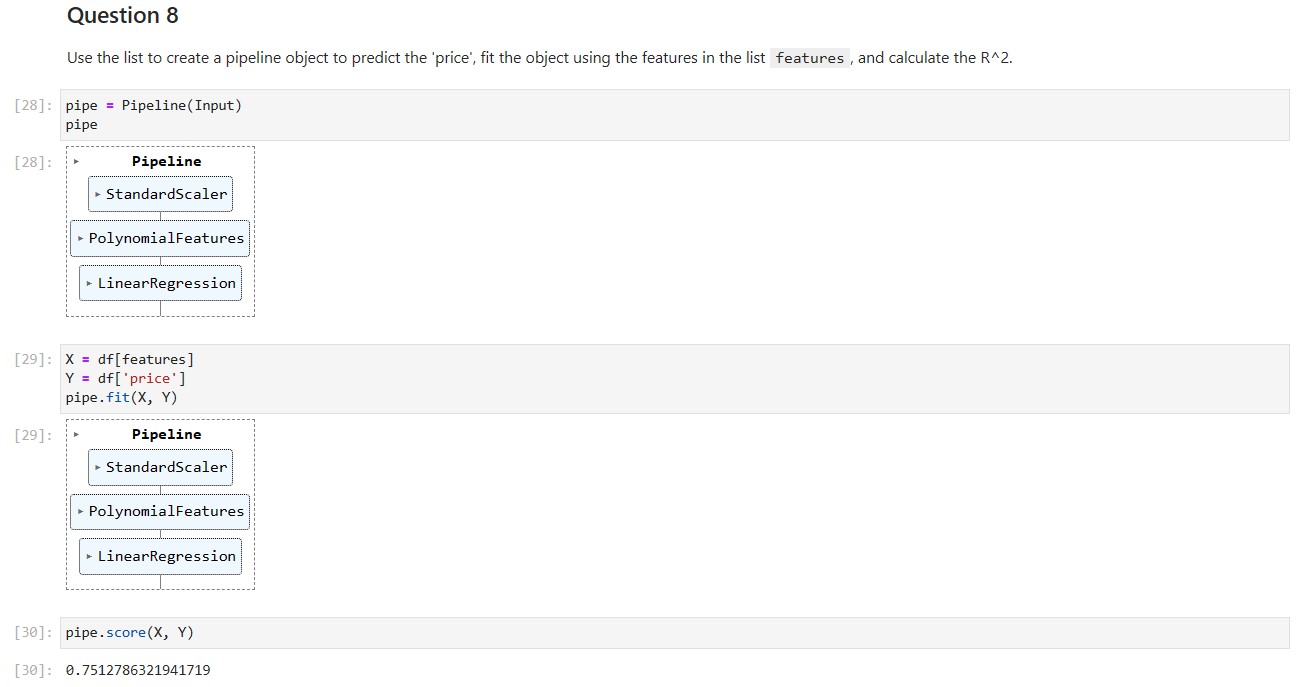 Question 8
Use the list to create a pipeline object to predict the 'price', fit the object using the features in the list features , and calculate the R^2.
[28]: pipe = Pipeline(Input)
pipe
[28]: Pipeline
StandardScaler
PolynomialFeatures
LinearRegression
[29]: X = df[features]
Y = df['price']
pipe.fit(X, Y)
[29]: Pipeline
StandardScaler
PolynomialFeatures
LinearRegression
[30]: pipe.score(X, Y)
[30]: 0.7512786321941719